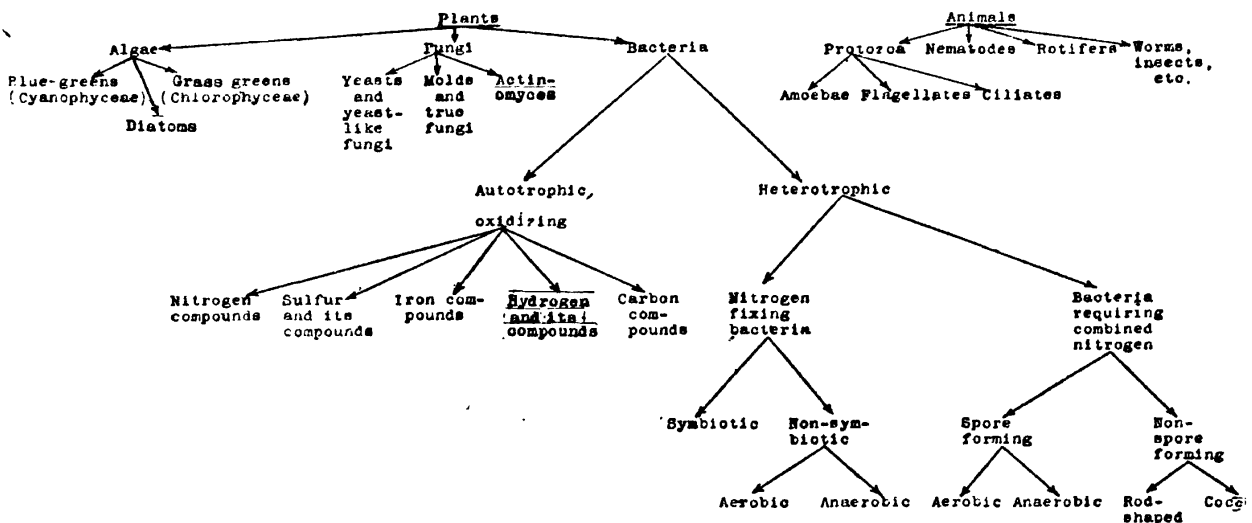 Plants
Animals
Algae
Fungi
Bacteria
Protozoa
Nematodes
Rotifers
Worms,
insects,
etc.
Blue-greens
(Cyanophyceae)
Grass greens
(Chlorophyceae)
Diatoms
Yeasts
and
yeast-
like
fungi
Molds
and
true
fungi
Actin-
omyces
Amoebae
Flagellates
Ciliates
Autotrophic,
oxidizing
Heterotrophic
Nitrogen
compounds
Sulfur
and its
compounds
Iron com-
pounds
Hydrogen
and its
compounds
Carbon
com-
pounds
Nitrogen
fixing
bacteria
Bacteria
requiring
combined
nitrogen
Symbiotic
Non-sym-
biotic
Spore
forming
Non-
spore
forming
Aerobic
Anaerobic
Aerobic
Anaerobic
Rod-
shaped
Cocci